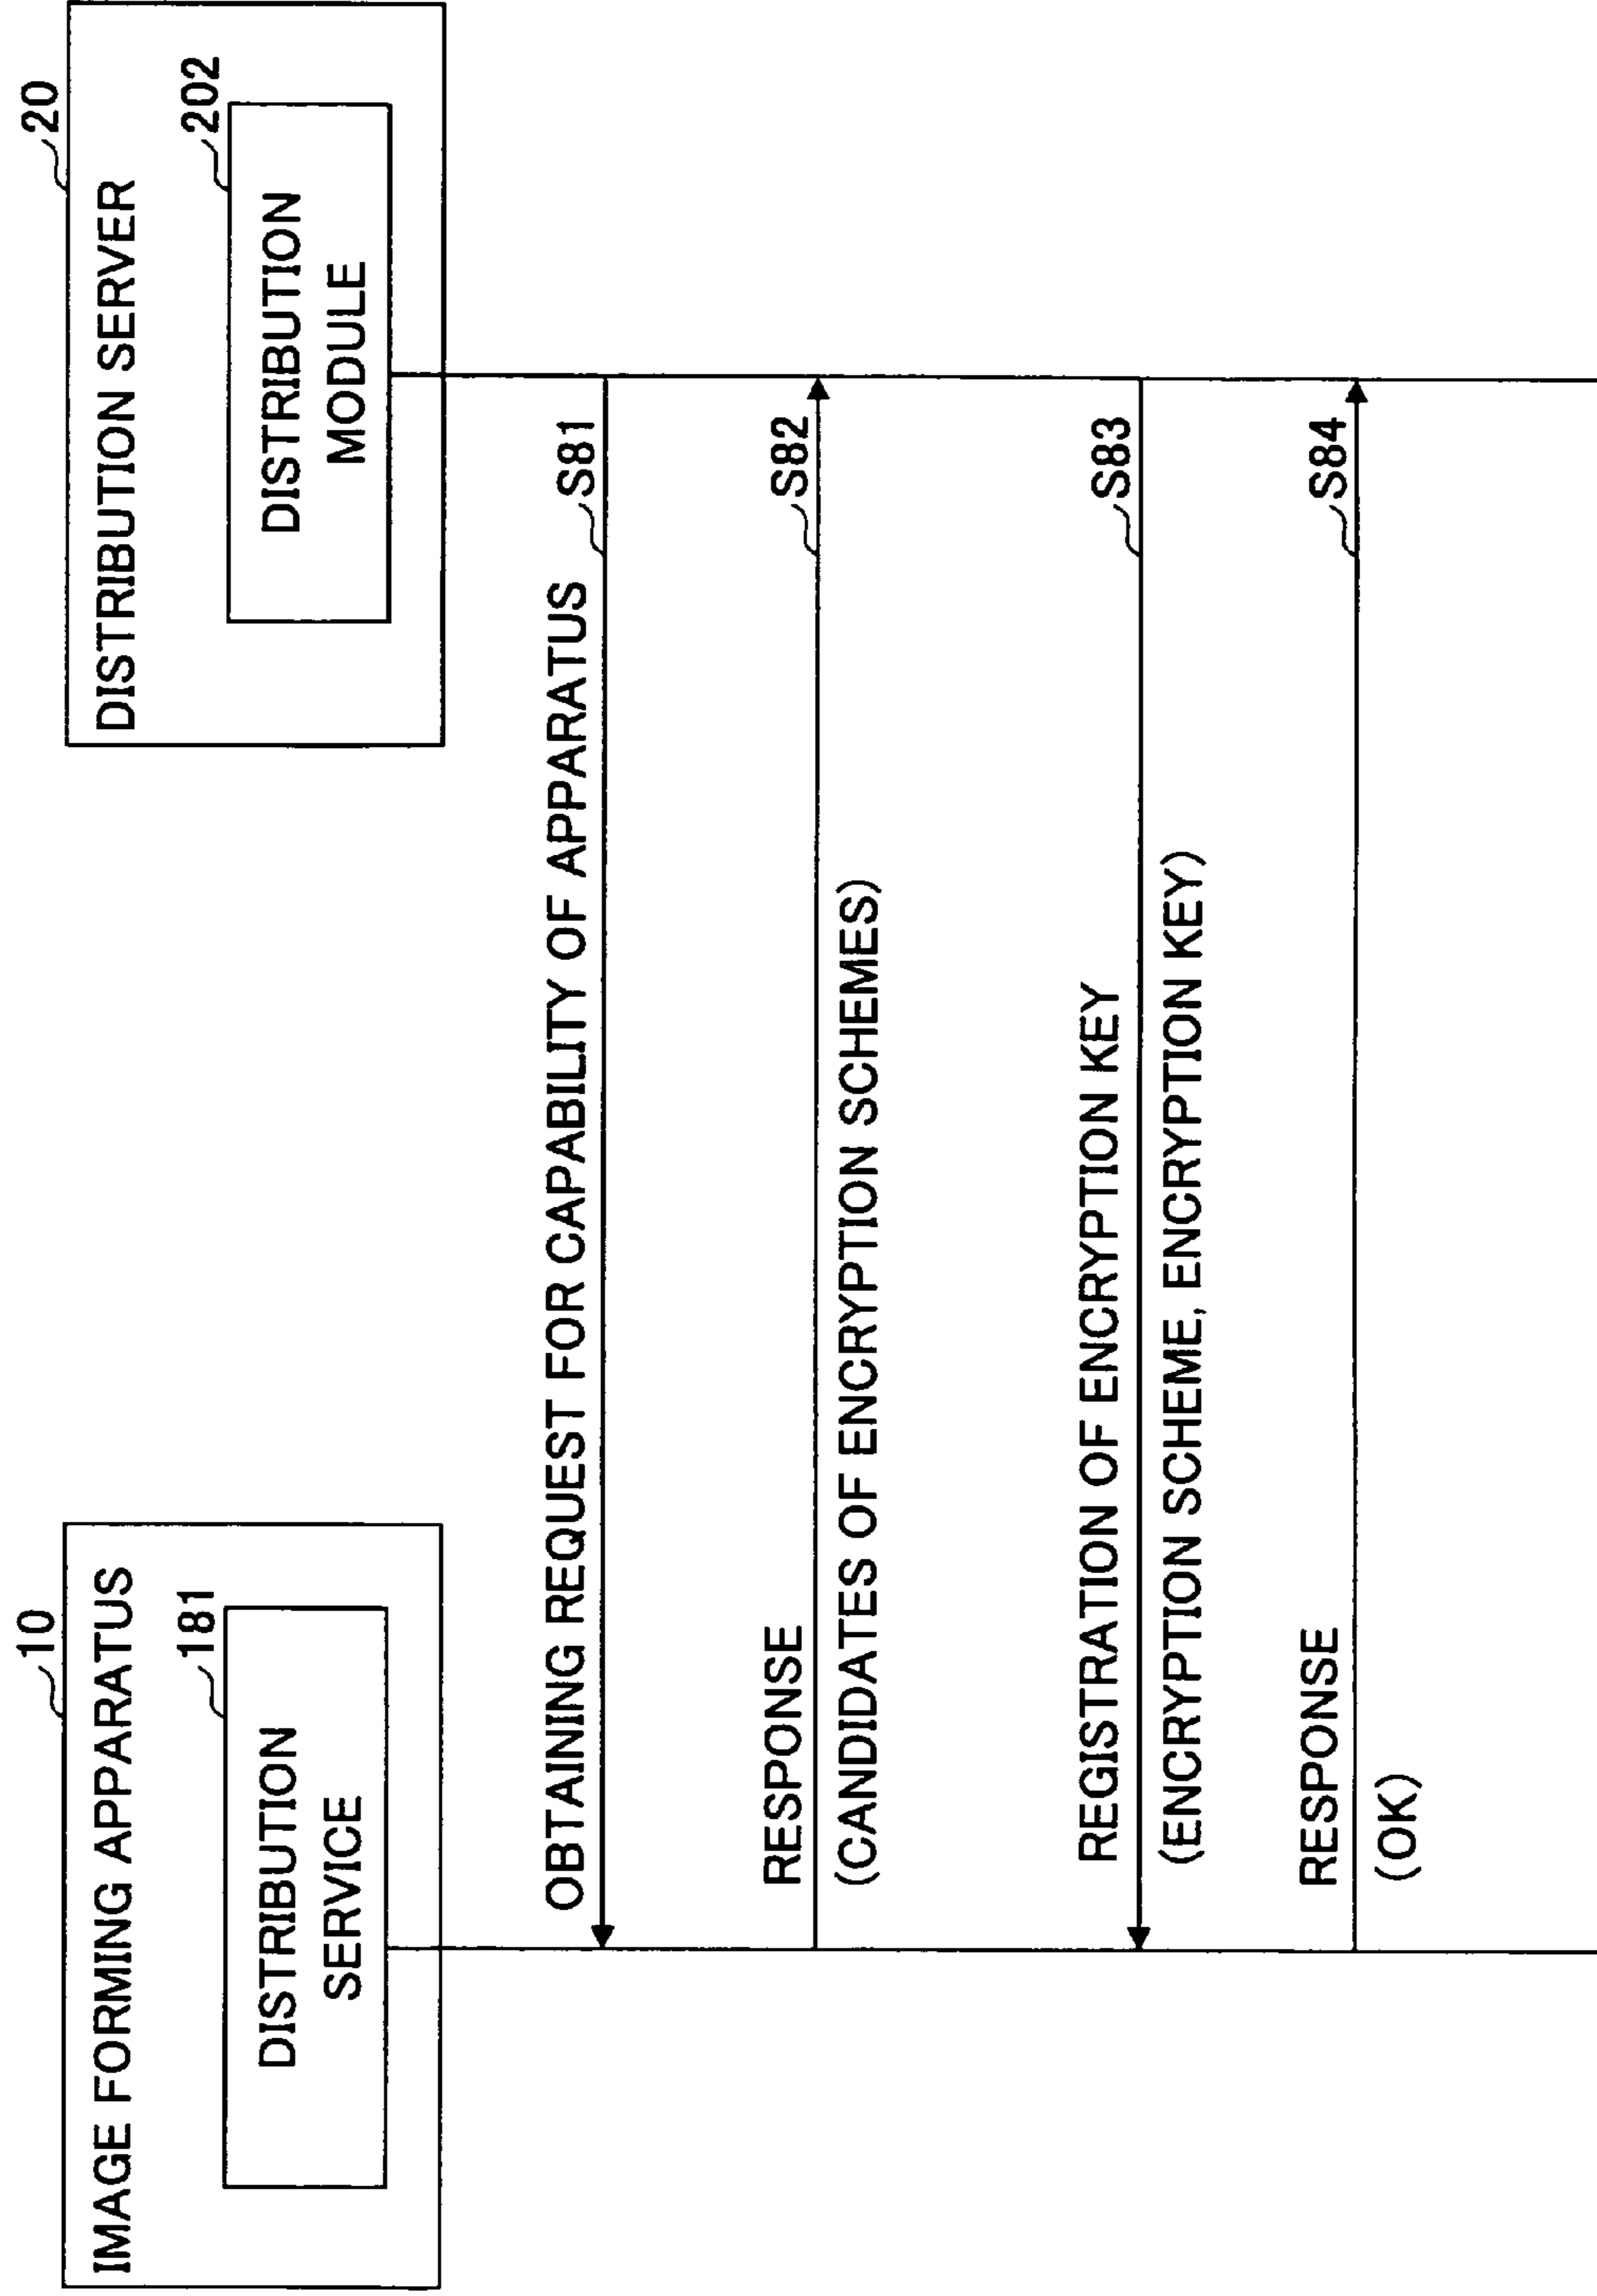 10
IMAGE FORMING APPARATUS
181
DISTRIBUTION
SERVICE
20
DISTRIBUTION SERVER
202
DISTRIBUTION
MODULE
OBTAINING REQUEST FOR CAPABILITY OF APPARATUS
S81
RESPONSE
S82
(CANDIDATES OF ENCRYPTION SCHEMES)
REGISTRATION OF ENCRYPTION KEY
S83
(ENCRYPTION SCHEME, ENCRYPTION KEY)
RESPONSE
S84
(OK)